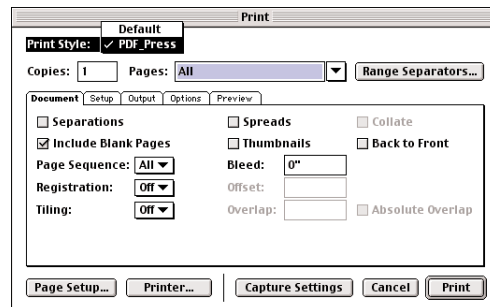 Print
Default
Print Style: ✓ PDF_Press
Copies: 1 Pages: All Range Separators...
Document Setup Output Options Preview
Separations Spreads Collate
Include Blank Pages Thumbnails Back to Front
Page Sequence: All Bleed: 0"
Registration: Off Offset:
Tiling: Off Overlap: Absolute Overlap
Page Setup... Printer... Capture Settings Cancel Print